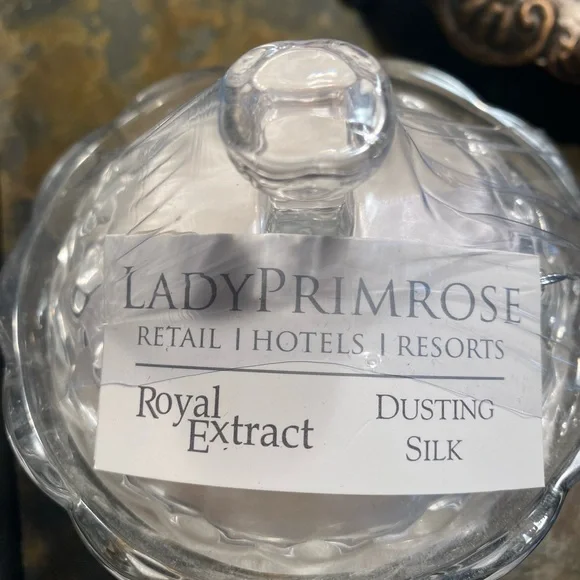 LADYPRIMROSE
RETAIL | HOTELS | RESORTS
Royal Extract
DUSTING SILK